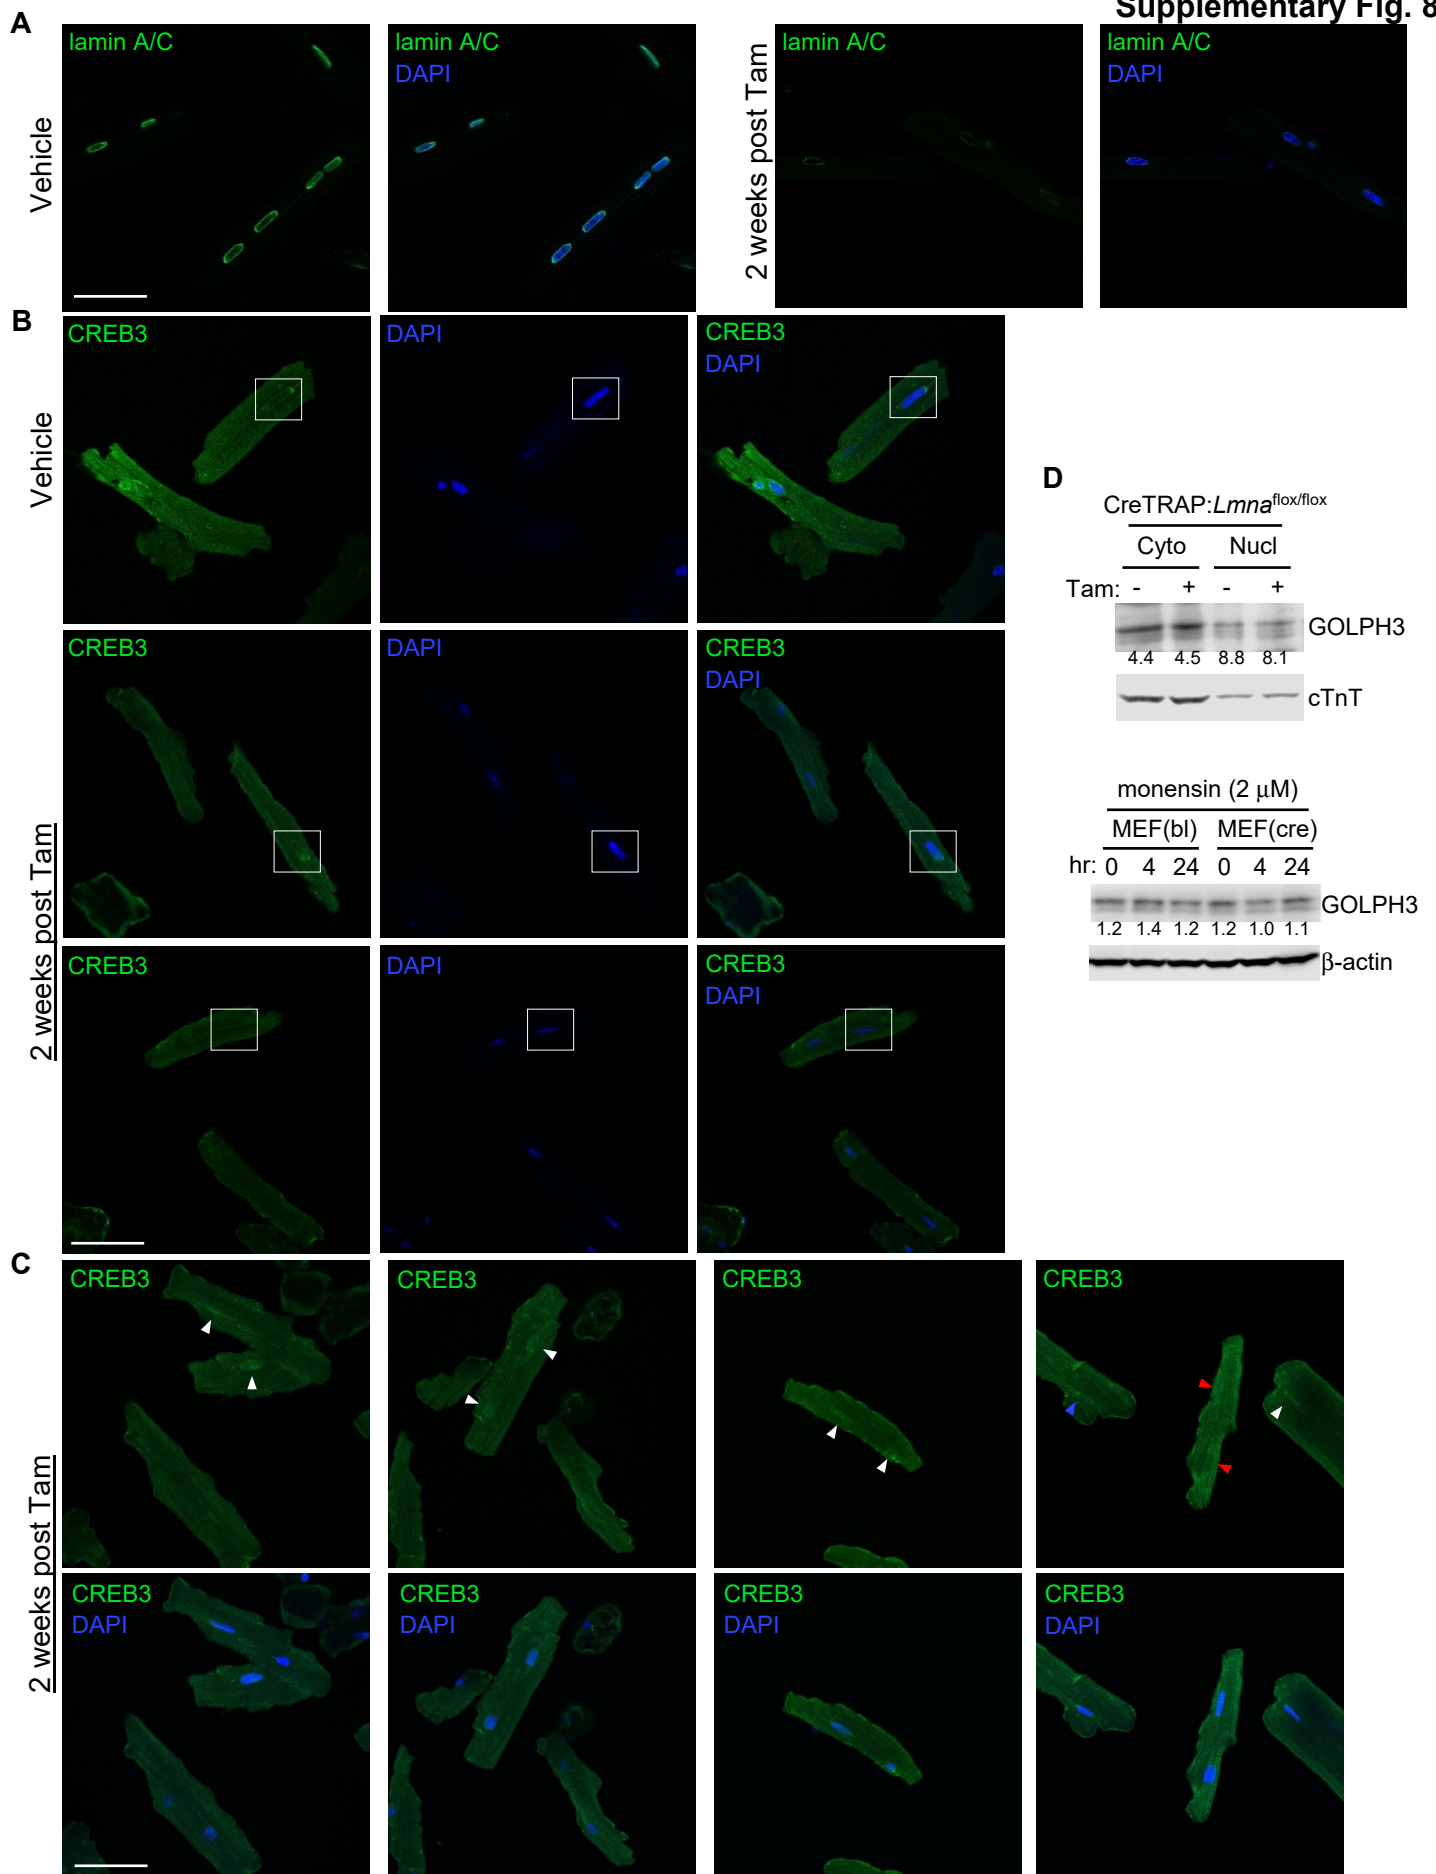 Supplementary Fig. 8
A
Vehicle
lamin A/C
lamin A/C
DAPI
2 weeks post Tam
lamin A/C
lamin A/C
DAPI
B
Vehicle
CREB3
DAPI
CREB3
DAPI
2 weeks post Tam
CREB3
DAPI
CREB3
DAPI
CREB3
DAPI
CREB3
DAPI
C
2 weeks post Tam
CREB3
CREB3
CREB3
CREB3
CREB3
DAPI
CREB3
DAPI
CREB3
DAPI
CREB3
DAPI
D
CreTRAP:Lmnaflox/flox
Cyto Nucl
Tam: - + - +
GOLPH3
4.4 4.5 8.8 8.1
cTnT
monensin (2 μM)
MEF(bl) MEF(cre)
hr: 0 4 24 0 4 24
GOLPH3
1.2 1.4 1.2 1.2 1.0 1.1
β-actin